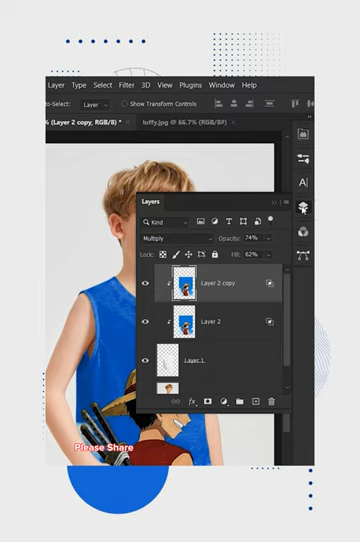 Layer Type Select Filter 3D View Plugins Window Help
to-Select: Layer Show Transform Controls
% (Layer 2 copy, RGB/8) * × luffy.jpg @ 66.7% (RGB/8#) ×
Layers
Kind
Multiply Opacity: 74%
Lock: Fill: 62%
Layer 2 copy
Layer 2
Layer 1
fx
Please Share